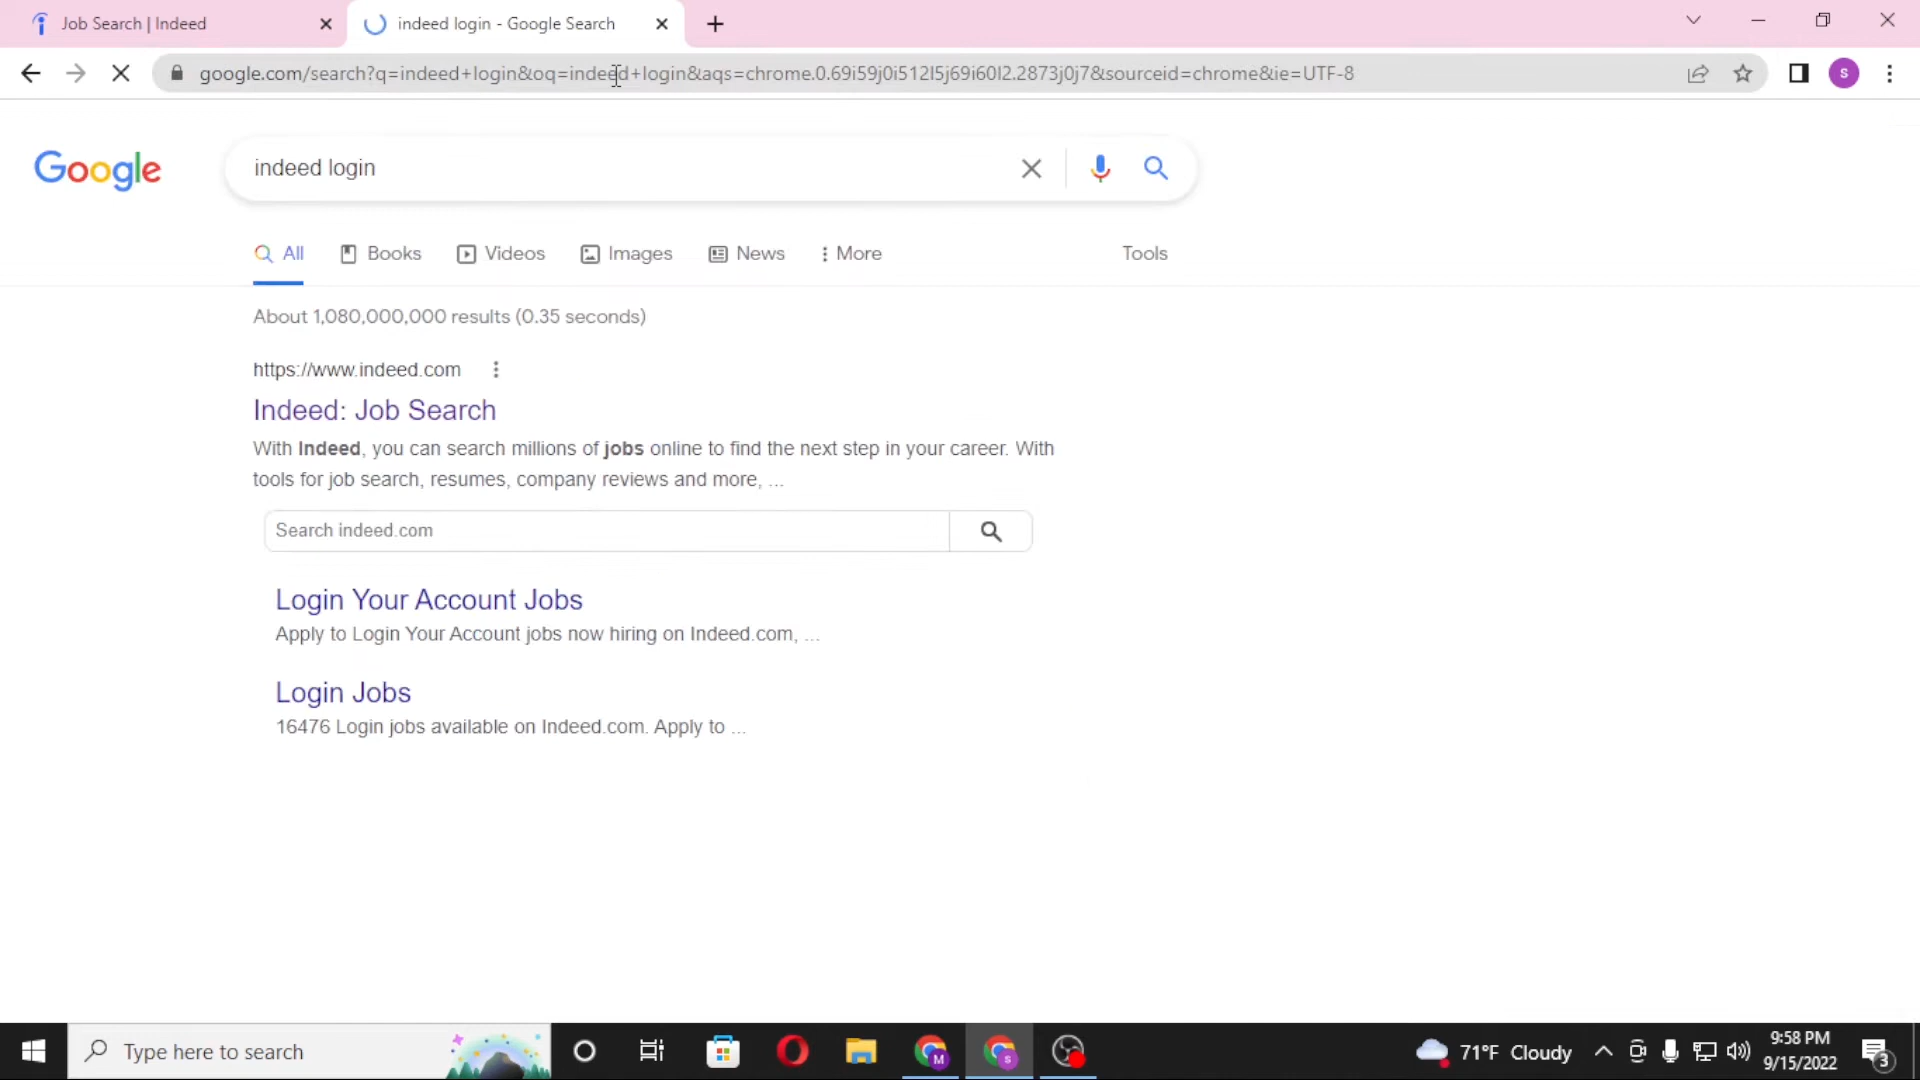 Job Search | Indeed
indeed login - Google Search
google.com/search?q=indeed+login&oq=indeed+login&aqs=chrome.0.69i59j0i512l5j69i60l2.2873j0j7&sourceid=chrome&ie=UTF-8
S
Google
indeed login
All
Books
Videos
Images
News
More
Tools
About 1,080,000,000 results (0.35 seconds)
https://www.indeed.com
Indeed: Job Search
With Indeed, you can search millions of jobs online to find the next step in your career. With
tools for job search, resumes, company reviews and more, ...
Search indeed.com
Login Your Account Jobs
Apply to Login Your Account jobs now hiring on Indeed.com, ...
Login Jobs
16476 Login jobs available on Indeed.com. Apply to ...
Type here to search
M
S
71°F Cloudy
9:58 PM
9/15/2022
3